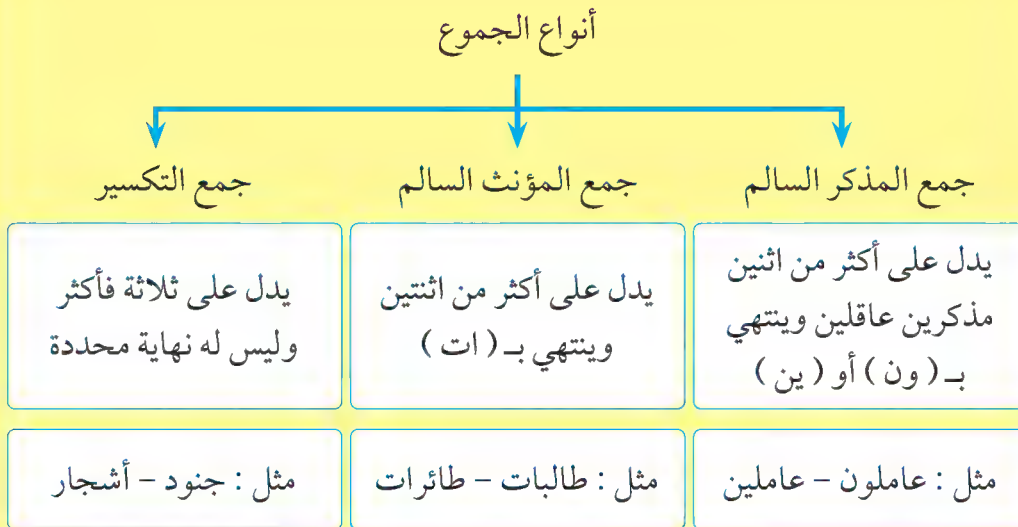 أنواع الجموع
جمع المذكر السالم
جمع المؤنث السالم
جمع التكسير
يدل على أكثر من اثنين
مذكرين عاقلين وينتهي
بـ ( ون ) أو ( ين )
يدل على أكثر من اثنتين
وينتهي بـ ( ات )
يدل على ثلاثة فأكثر
وليس له نهاية محددة
مثل : عاملون – عاملين
مثل : طالبات – طائرات
مثل : جنود – أشجار